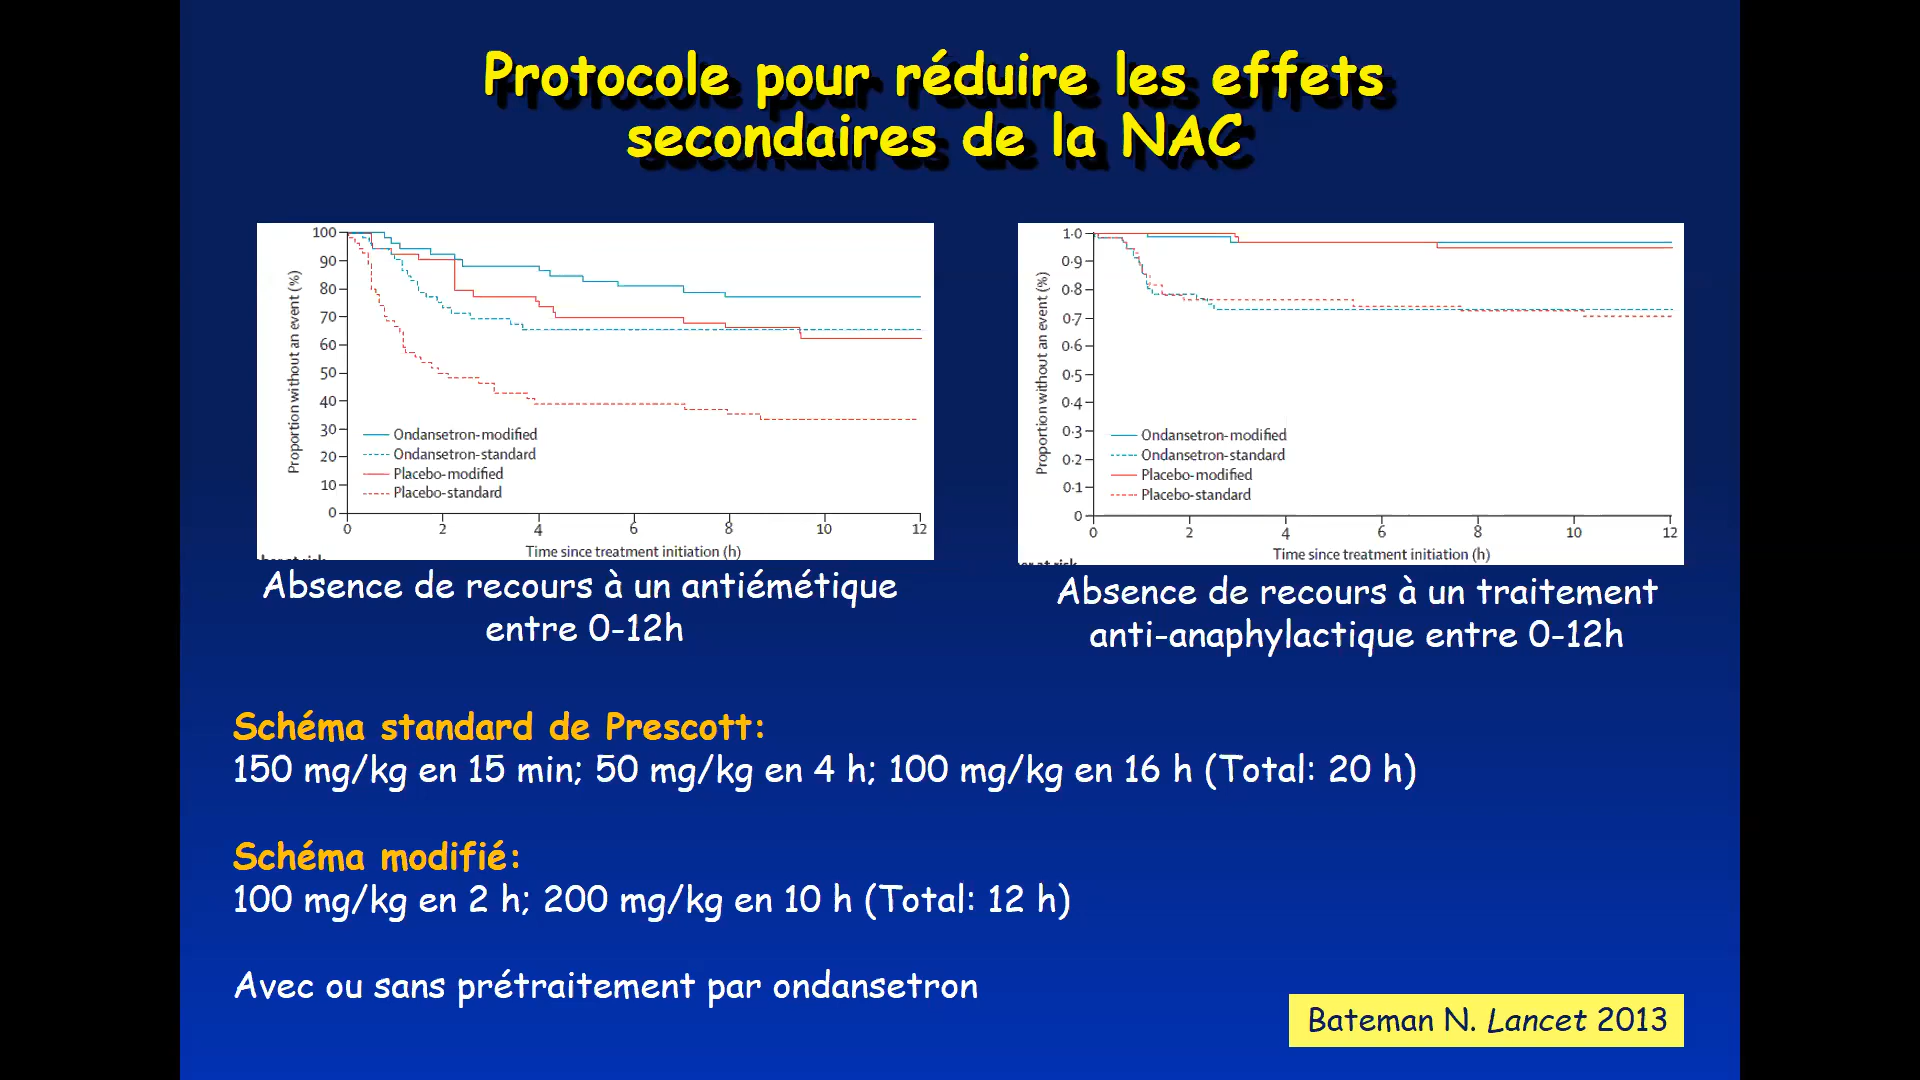 Protocole pour réduire les effets
secondaires de la NAC
100
90
80
70
60
50
40
30
20
10
0
Proportion without an event (%)
Ondansetron-modified
Ondansetron-standard
Placebo-modified
Placebo-standard
0 2 4 6 8 10 12
Time since treatment initiation (h)
Absence de recours à un antiémétique
entre 0-12h
1·0
0·9
0·8
0·7
0·6
0·5
0·4
0·3
0·2
0·1
0
Proportion without an event (%)
Ondansetron-modified
Ondansetron-standard
Placebo-modified
Placebo-standard
0 2 4 6 8 10 12
Time since treatment initiation (h)
Absence de recours à un traitement
anti-anaphylactique entre 0-12h
Schéma standard de Prescott:
150 mg/kg en 15 min; 50 mg/kg en 4 h; 100 mg/kg en 16 h (Total: 20 h)
Schéma modifié:
100 mg/kg en 2 h; 200 mg/kg en 10 h (Total: 12 h)
Avec ou sans prétraitement par ondansetron
Bateman N. Lancet 2013